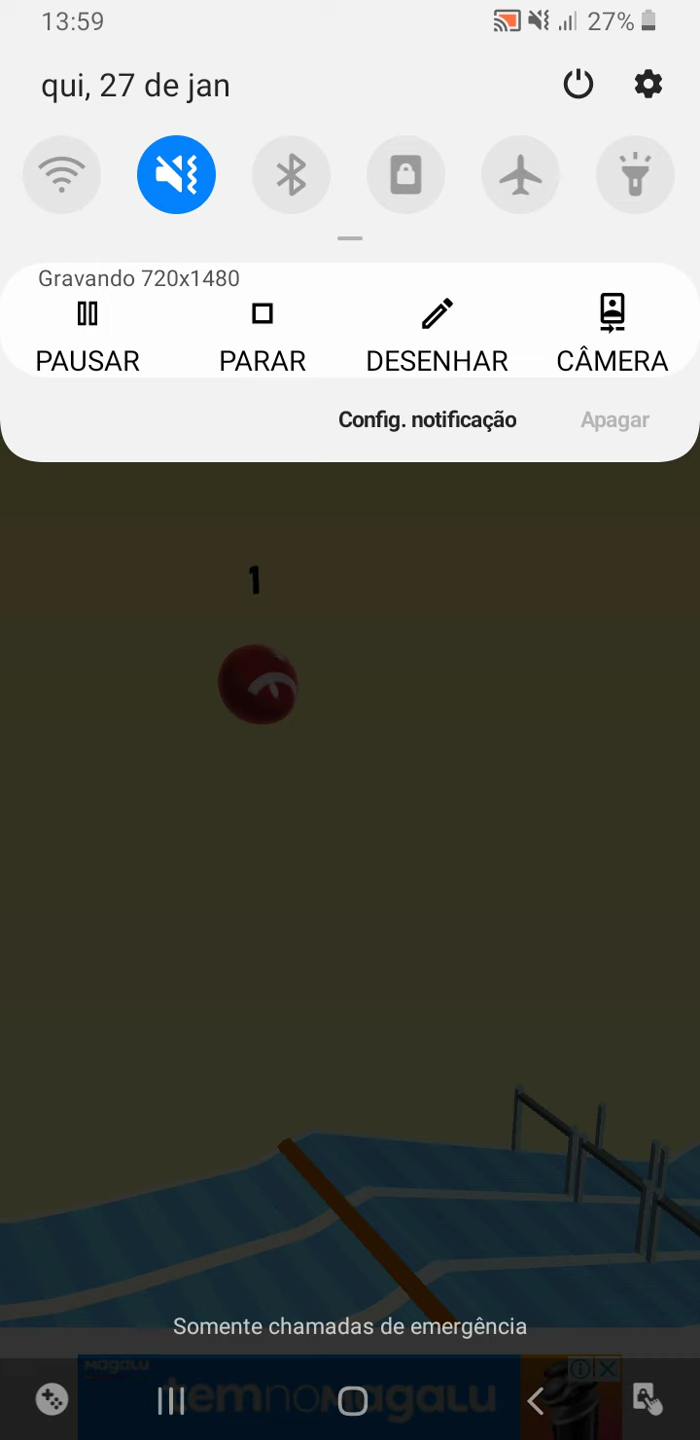 13:59
27%
qui, 27 de jan
Gravando 720x1480
PAUSAR
PARAR
DESENHAR
CÂMERA
Config. notificação
Apagar
1
Somente chamadas de emergência
MAGALU
temnomagalu